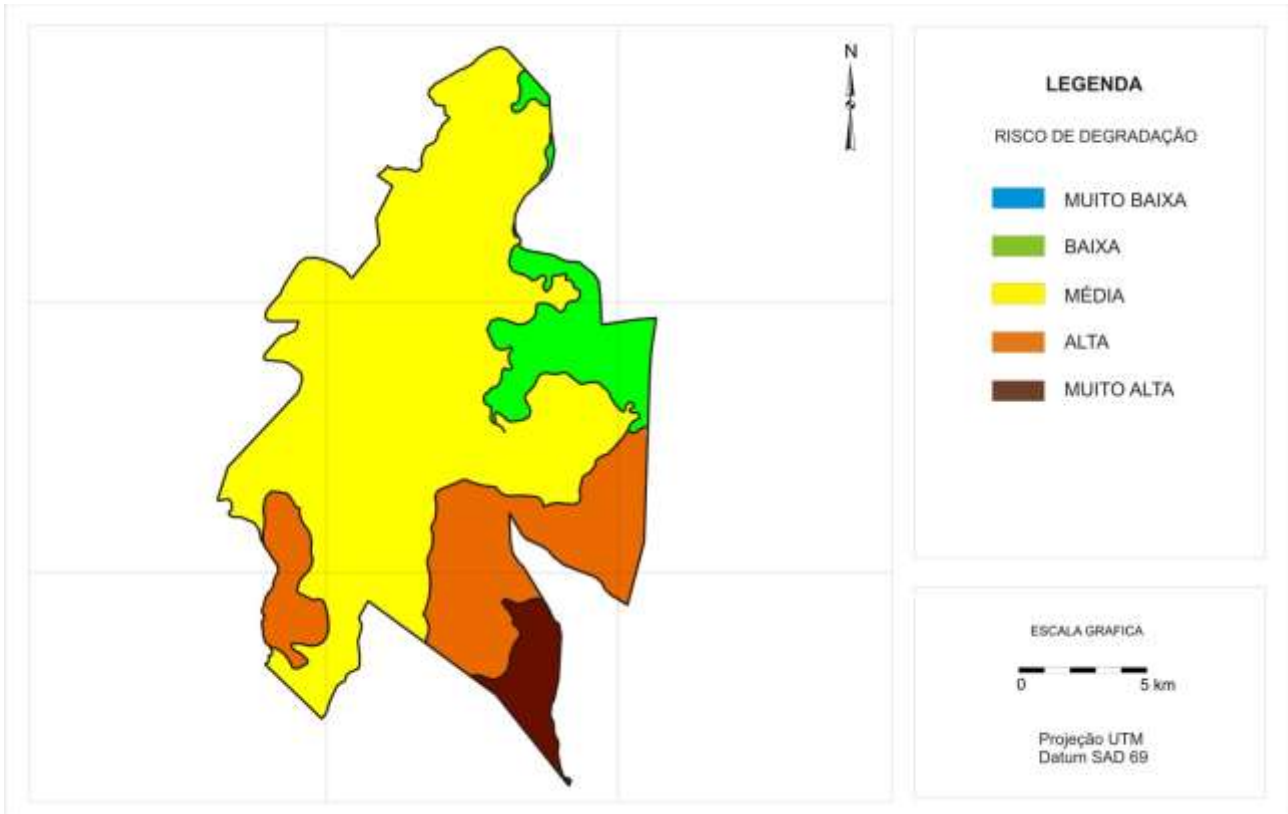 N
LEGENDA
RISCO DE DEGRADAÇÃO
MUITO BAIXA
BAIXA
MÉDIA
ALTA
MUITO ALTA
ESCALA GRAFICA
0 5 km
Projeção UTM
Datum SAD 69